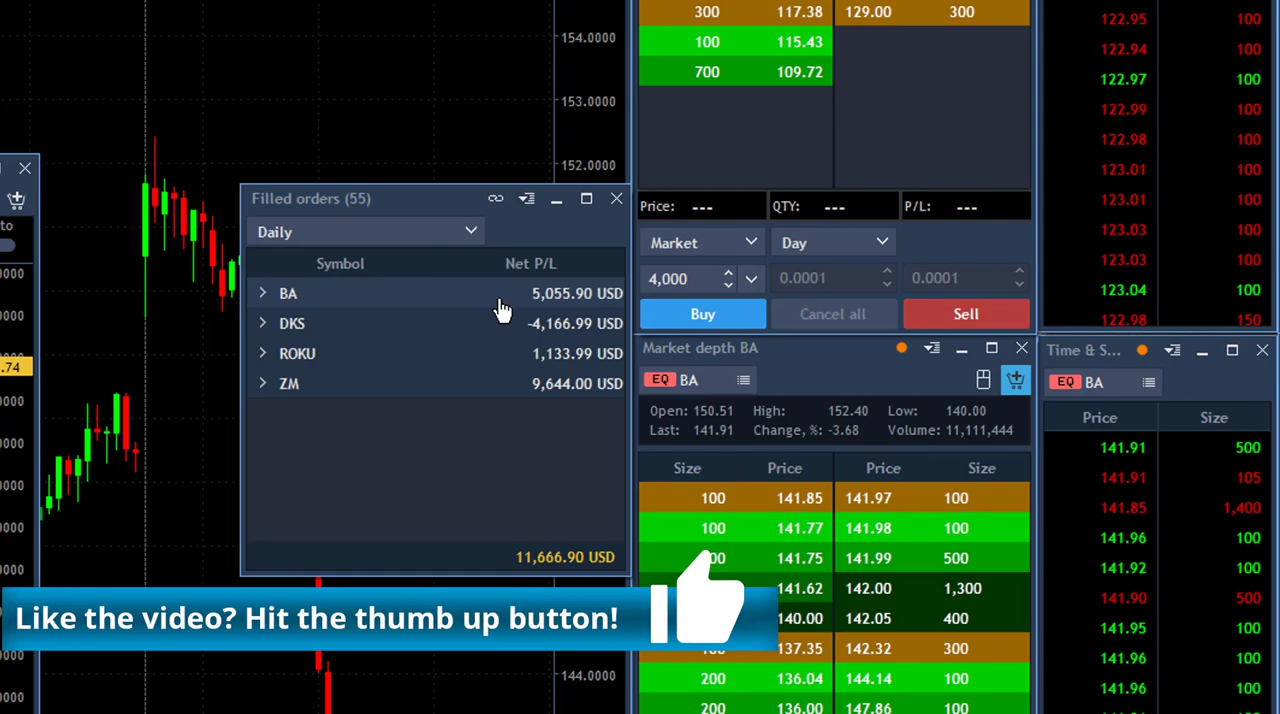 154.0000
153.0000
152.0000
144.0000
to
.74
Filled orders (55)
Daily
Symbol Net P/L
BA 5,055.90 USD
DKS -4,166.99 USD
ROKU 1,133.99 USD
ZM 9,644.00 USD
11,666.90 USD
Like the video? Hit the thumb up button!
300 117.38 129.00 300
100 115.43
700 109.72
Price: --- QTY: --- P/L: ---
Market Day
4,000 0.0001 0.0001
Buy Cancel all Sell
Market depth BA
EQ BA
Open: 150.51 High: 152.40 Low: 140.00
Last: 141.91 Change, %: -3.68 Volume: 11,111,444
Size Price Price Size
100 141.85 141.97 100
100 141.77 141.98 100
141.75 141.99 500
141.62 142.00 1,300
140.00 142.05 400
137.35 142.32 300
200 136.04 144.14 100
200 136.00 147.86 100
122.95 100
122.94 100
122.97 100
122.99 100
122.98 100
123.01 100
123.01 100
123.03 100
123.03 100
123.04 100
122.98 150
Time & S...
EQ BA
Price Size
141.91 500
141.91 105
141.85 1,400
141.96 100
141.92 100
141.90 500
141.95 100
141.96 100
141.96 100